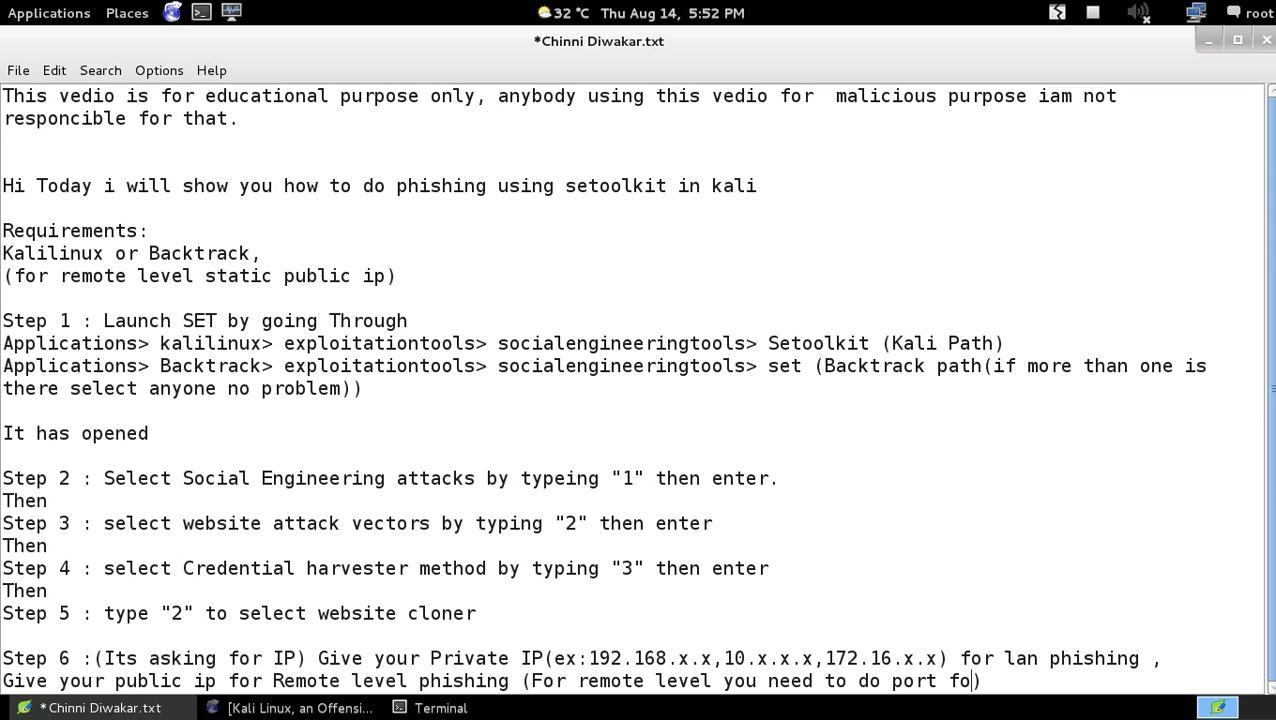 Applications Places 32 °C Thu Aug 14, 5:52 PM root
*Chinni Diwakar.txt
File Edit Search Options Help
This vedio is for educational purpose only, anybody using this vedio for  malicious purpose iam not
responcible for that.
Hi Today i will show you how to do phishing using setoolkit in kali
Requirements:
Kalilinux or Backtrack,
(for remote level static public ip)
Step 1 : Launch SET by going Through
Applications> kalilinux> exploitationtools> socialengineeringtools> Setoolkit (Kali Path)
Applications> Backtrack> exploitationtools> socialengineeringtools> set (Backtrack path(if more than one is
there select anyone no problem))
It has opened
Step 2 : Select Social Engineering attacks by typeing "1" then enter.
Then
Step 3 : select website attack vectors by typing "2" then enter
Then
Step 4 : select Credential harvester method by typing "3" then enter
Then
Step 5 : type "2" to select website cloner
Step 6 :(Its asking for IP) Give your Private IP(ex:192.168.x.x,10.x.x.x,172.16.x.x) for lan phishing ,
Give your public ip for Remote level phishing (For remote level you need to do port fo)
*Chinni Diwakar.txt [Kali Linux, an Offensi... Terminal